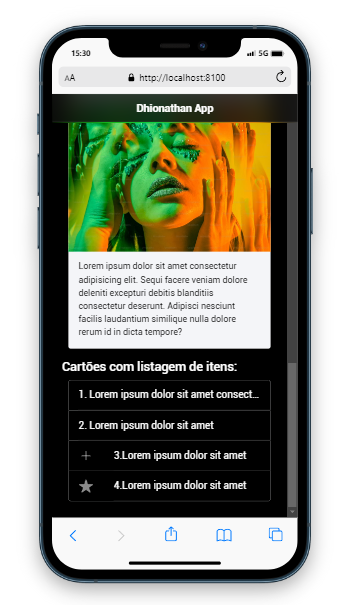 15:30
5G
AA
http://localhost:8100
Dhionathan App
Lorem ipsum dolor sit amet consectetur
adipisicing elit. Sequi facere veniam dolore
deleniti excepturi debitis blanditiis
consectetur deserunt. Adipisci nesciunt
facilis laudantium similique nulla dolore
rerum id in dicta tempore?
Cartões com listagem de itens:
1. Lorem ipsum dolor sit amet consect...
2. Lorem ipsum dolor sit amet
3.Lorem ipsum dolor sit amet
4.Lorem ipsum dolor sit amet